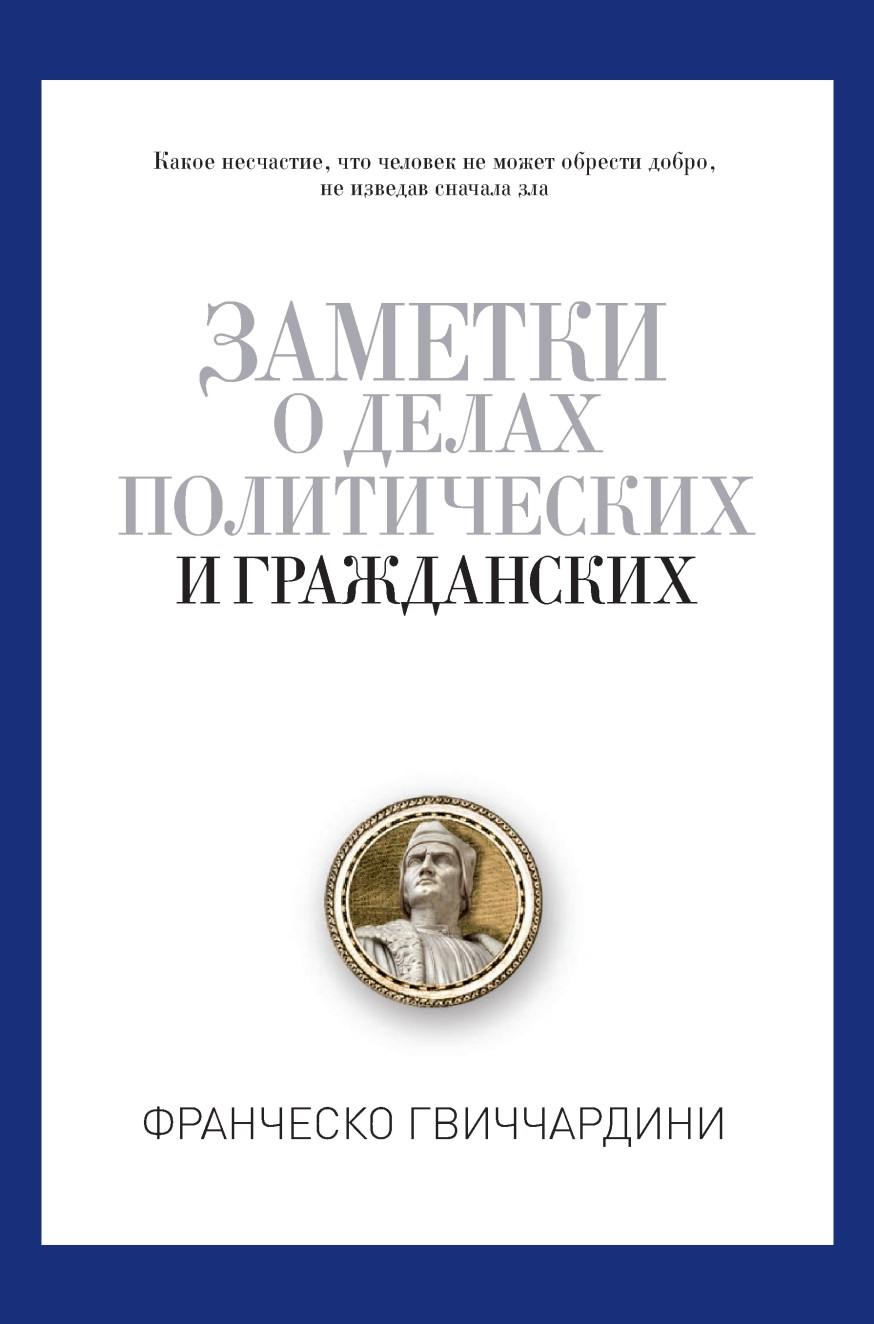 Какое несчастие, что человек не может обрести добро,
не изведав сначала зла
ЗАМЕТКИ
О ДЕЛАХ
ПОЛИТИЧЕСКИХ
И ГРАЖДАНСКИХ
ФРАНЧЕСКО ГВИЧЧАРДИНИ